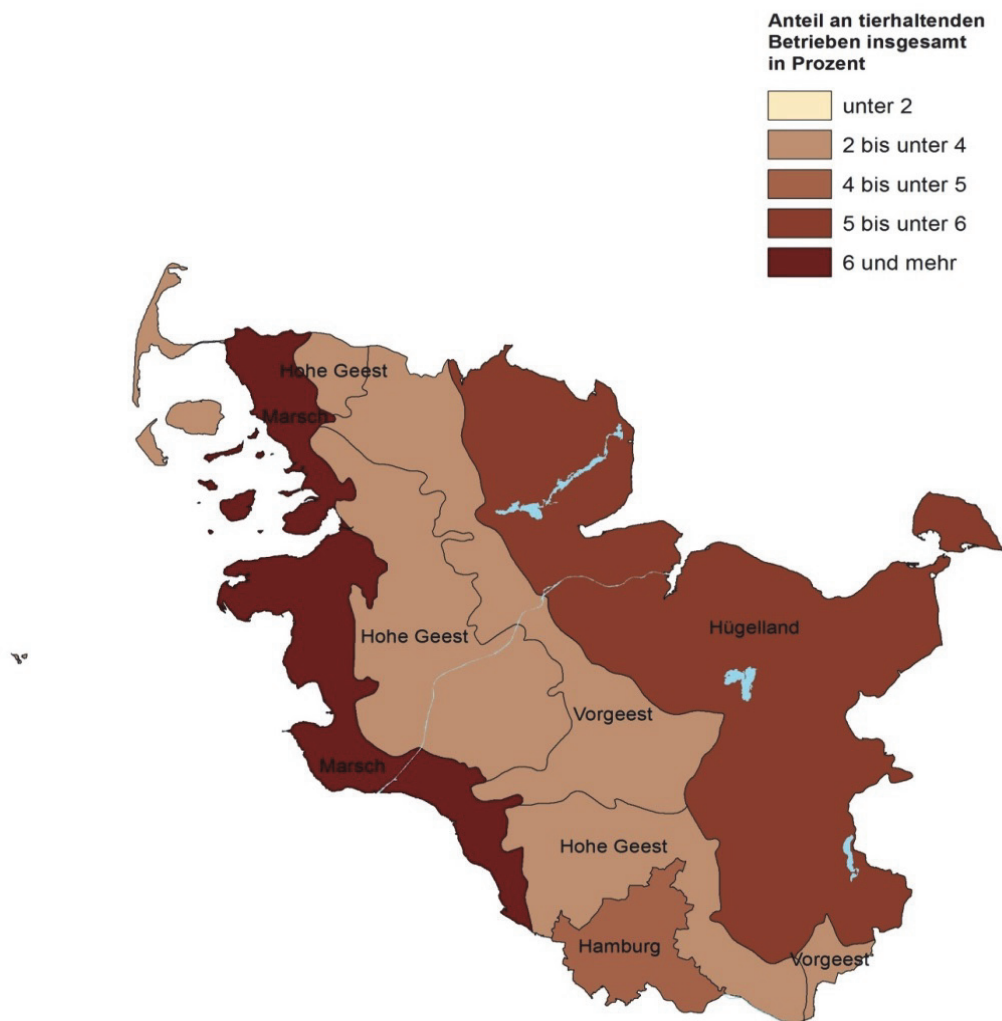 Anteil an tierhaltenden
Betrieben insgesamt
in Prozent
unter 2
2 bis unter 4
4 bis unter 5
5 bis unter 6
6 und mehr
Hohe Geest
Marsch
Hügelland
Hohe Geest
Vorgeest
Marsch
Hohe Geest
Hamburg
Vorgeest